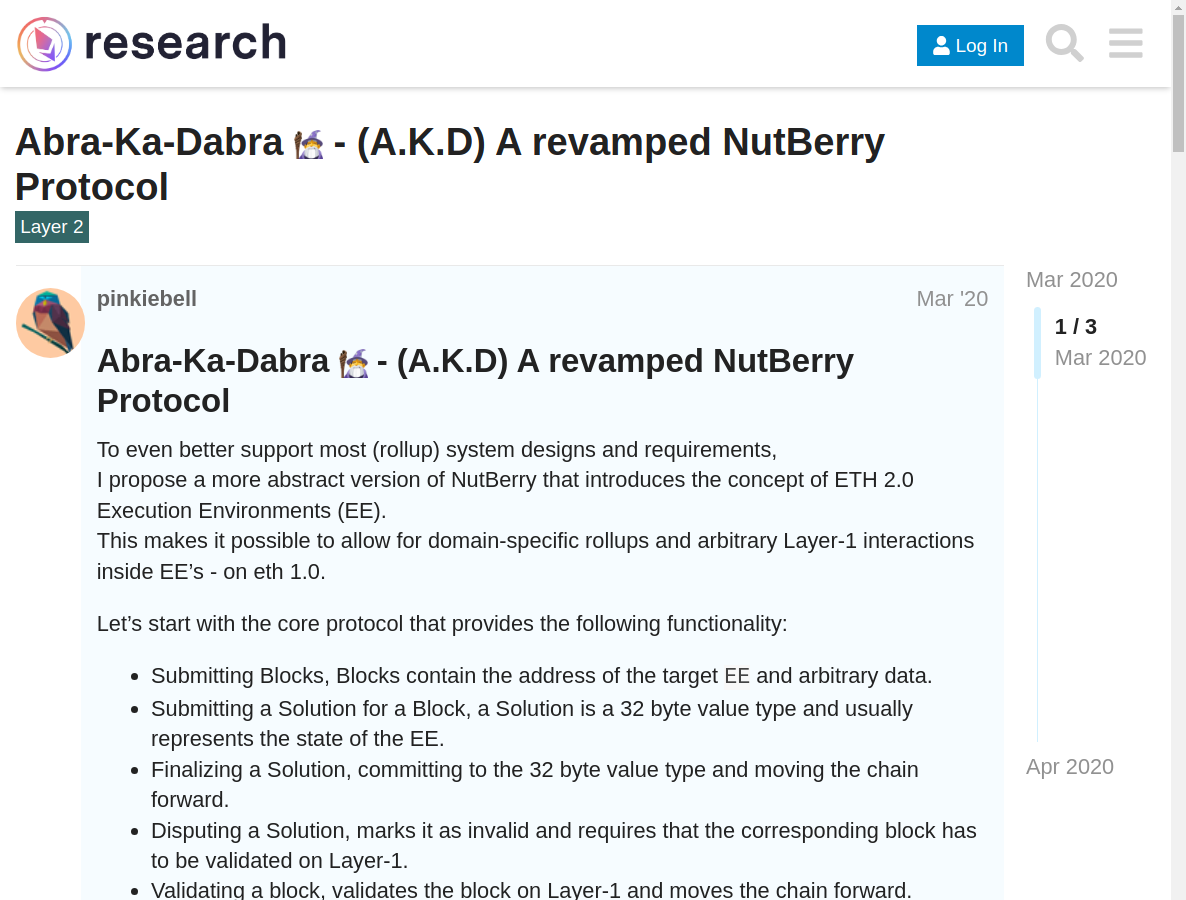 research
Log In
Abra-Ka-Dabra - (A.K.D) A revamped NutBerry
Protocol
Layer 2
pinkiebell
Mar '20
Mar 2020
1 / 3
Mar 2020
Abra-Ka-Dabra - (A.K.D) A revamped NutBerry
Protocol
To even better support most (rollup) system designs and requirements,
I propose a more abstract version of NutBerry that introduces the concept of ETH 2.0
Execution Environments (EE).
This makes it possible to allow for domain-specific rollups and arbitrary Layer-1 interactions
inside EE’s - on eth 1.0.
Let’s start with the core protocol that provides the following functionality:
• Submitting Blocks, Blocks contain the address of the target EE and arbitrary data.
• Submitting a Solution for a Block, a Solution is a 32 byte value type and usually
represents the state of the EE.
• Finalizing a Solution, committing to the 32 byte value type and moving the chain
forward.
• Disputing a Solution, marks it as invalid and requires that the corresponding block has
to be validated on Layer-1.
• Validating a block, validates the block on Layer-1 and moves the chain forward.
Apr 2020